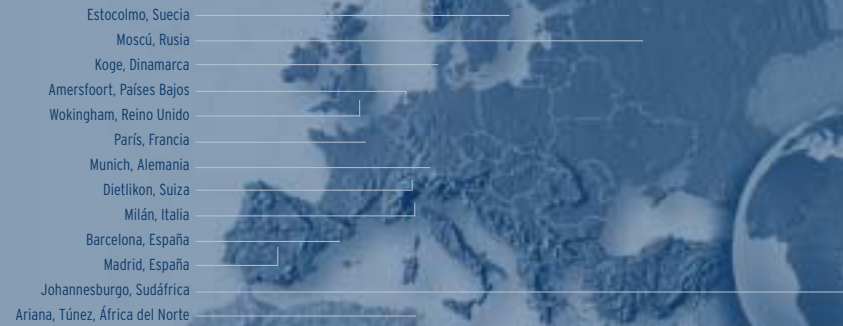 Estocolmo, Suecia
Moscú, Rusia
Koge, Dinamarca
Amersfoort, Países Bajos
Wokingham, Reino Unido
París, Francia
Munich, Alemania
Dietlikon, Suiza
Milán, Italia
Barcelona, España
Madrid, España
Johannesburgo, Sudáfrica
Ariana, Túnez, África del Norte